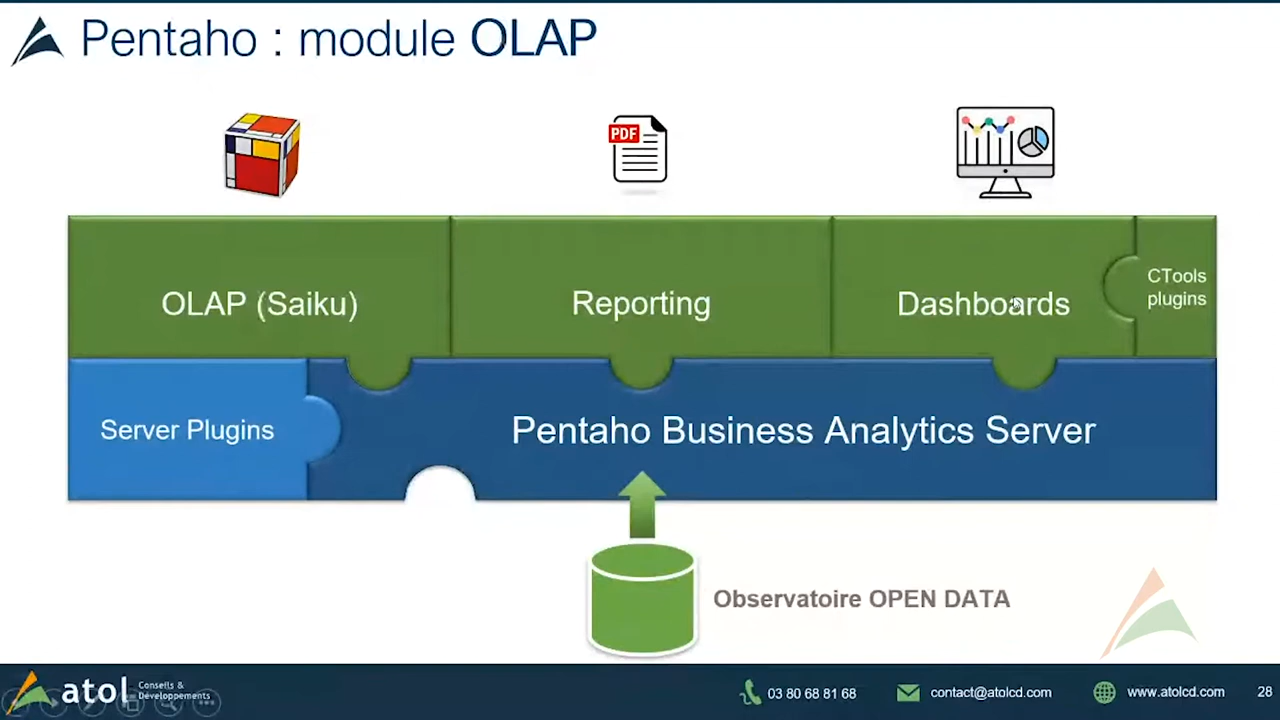 Pentaho : module OLAP
PDF
OLAP (Saiku)
Reporting
Dashboards
CTools
plugins
Server Plugins
Pentaho Business Analytics Server
Observatoire OPEN DATA
atol
Conseils &
Développements
03 80 68 81 68
contact@atolcd.com
www.atolcd.com
28